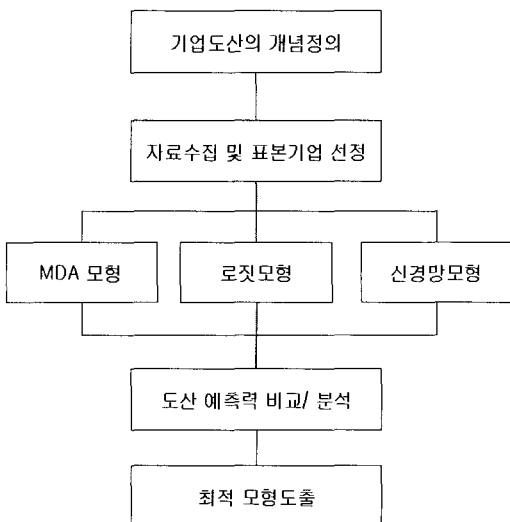 기업도산의 개념정의
자료수집 및 표본기업 선정
MDA 모형
로짓모형
신경망모형
도산 예측력 비교/ 분석
최적 모형도출